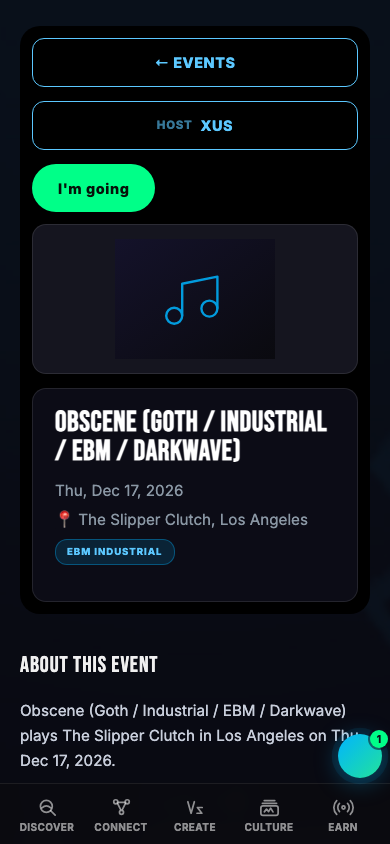 ← EVENTS
HOST XUS
I'm going
OBSCENE (GOTH / INDUSTRIAL
/ EBM / DARKWAVE)
Thu, Dec 17, 2026
📍 The Slipper Clutch, Los Angeles
EBM INDUSTRIAL
ABOUT THIS EVENT
Obscene (Goth / Industrial / EBM / Darkwave)
plays The Slipper Clutch in Los Angeles on Thu,
Dec 17, 2026.
1
DISCOVER CONNECT CREATE CULTURE EARN